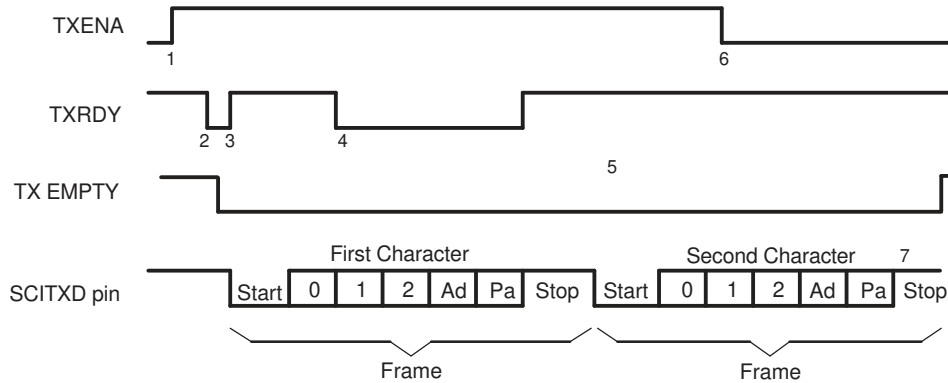 TXENA
1
6
TXRDY
2 3
4
5
TX EMPTY
First Character
Second Character 7
SCITXD pin
Start 0 1 2 Ad Pa Stop Start 0 1 2 Ad Pa Stop
Frame
Frame